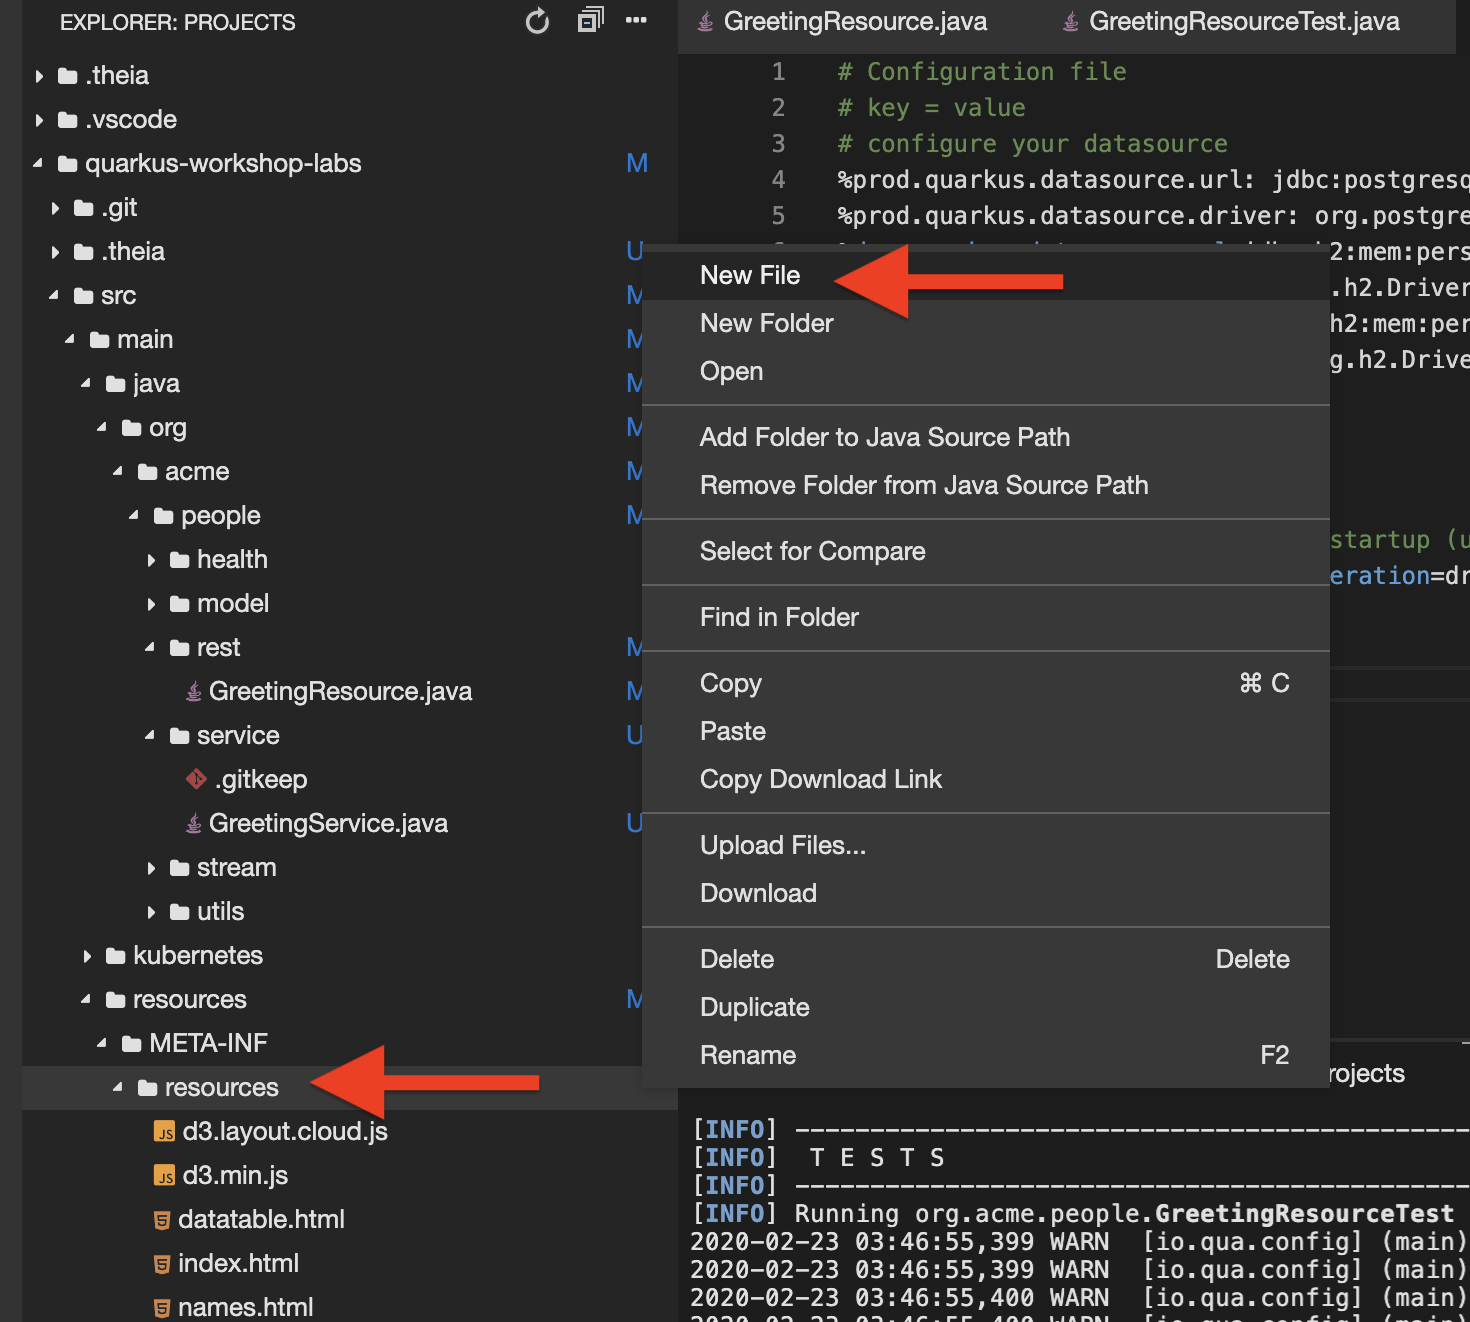 EXPLORER: PROJECTS
.theia
.vscode
quarkus-workshop-labs M
.git
.theia U
src M
main M
java M
org M
acme M
people M
health
model
rest M
GreetingResource.java M
service U
.gitkeep
GreetingService.java U
stream
utils
kubernetes
resources M
META-INF
resources
JS d3.layout.cloud.js
JS d3.min.js
datatable.html
index.html
names.html
GreetingResource.java GreetingResourceTest.java
1 # Configuration file
2 # key = value
3 # configure your datasource
4 %prod.quarkus.datasource.url: jdbc:postgresq
5 %prod.quarkus.datasource.driver: org.postgre
2:mem:pers
.h2.Driver
h2:mem:per
g.h2.Drive
startup (u
eration=dr
New File
New Folder
Open
Add Folder to Java Source Path
Remove Folder from Java Source Path
Select for Compare
Find in Folder
Copy ⌘ C
Paste
Copy Download Link
Upload Files...
Download
Delete Delete
Duplicate
Rename F2
rojects
[INFO] ---------------------------------------------
[INFO] T E S T S
[INFO] ---------------------------------------------
[INFO] Running org.acme.people.GreetingResourceTest
2020-02-23 03:46:55,399 WARN [io.qua.config] (main)
2020-02-23 03:46:55,399 WARN [io.qua.config] (main)
2020-02-23 03:46:55,400 WARN [io.qua.config] (main)